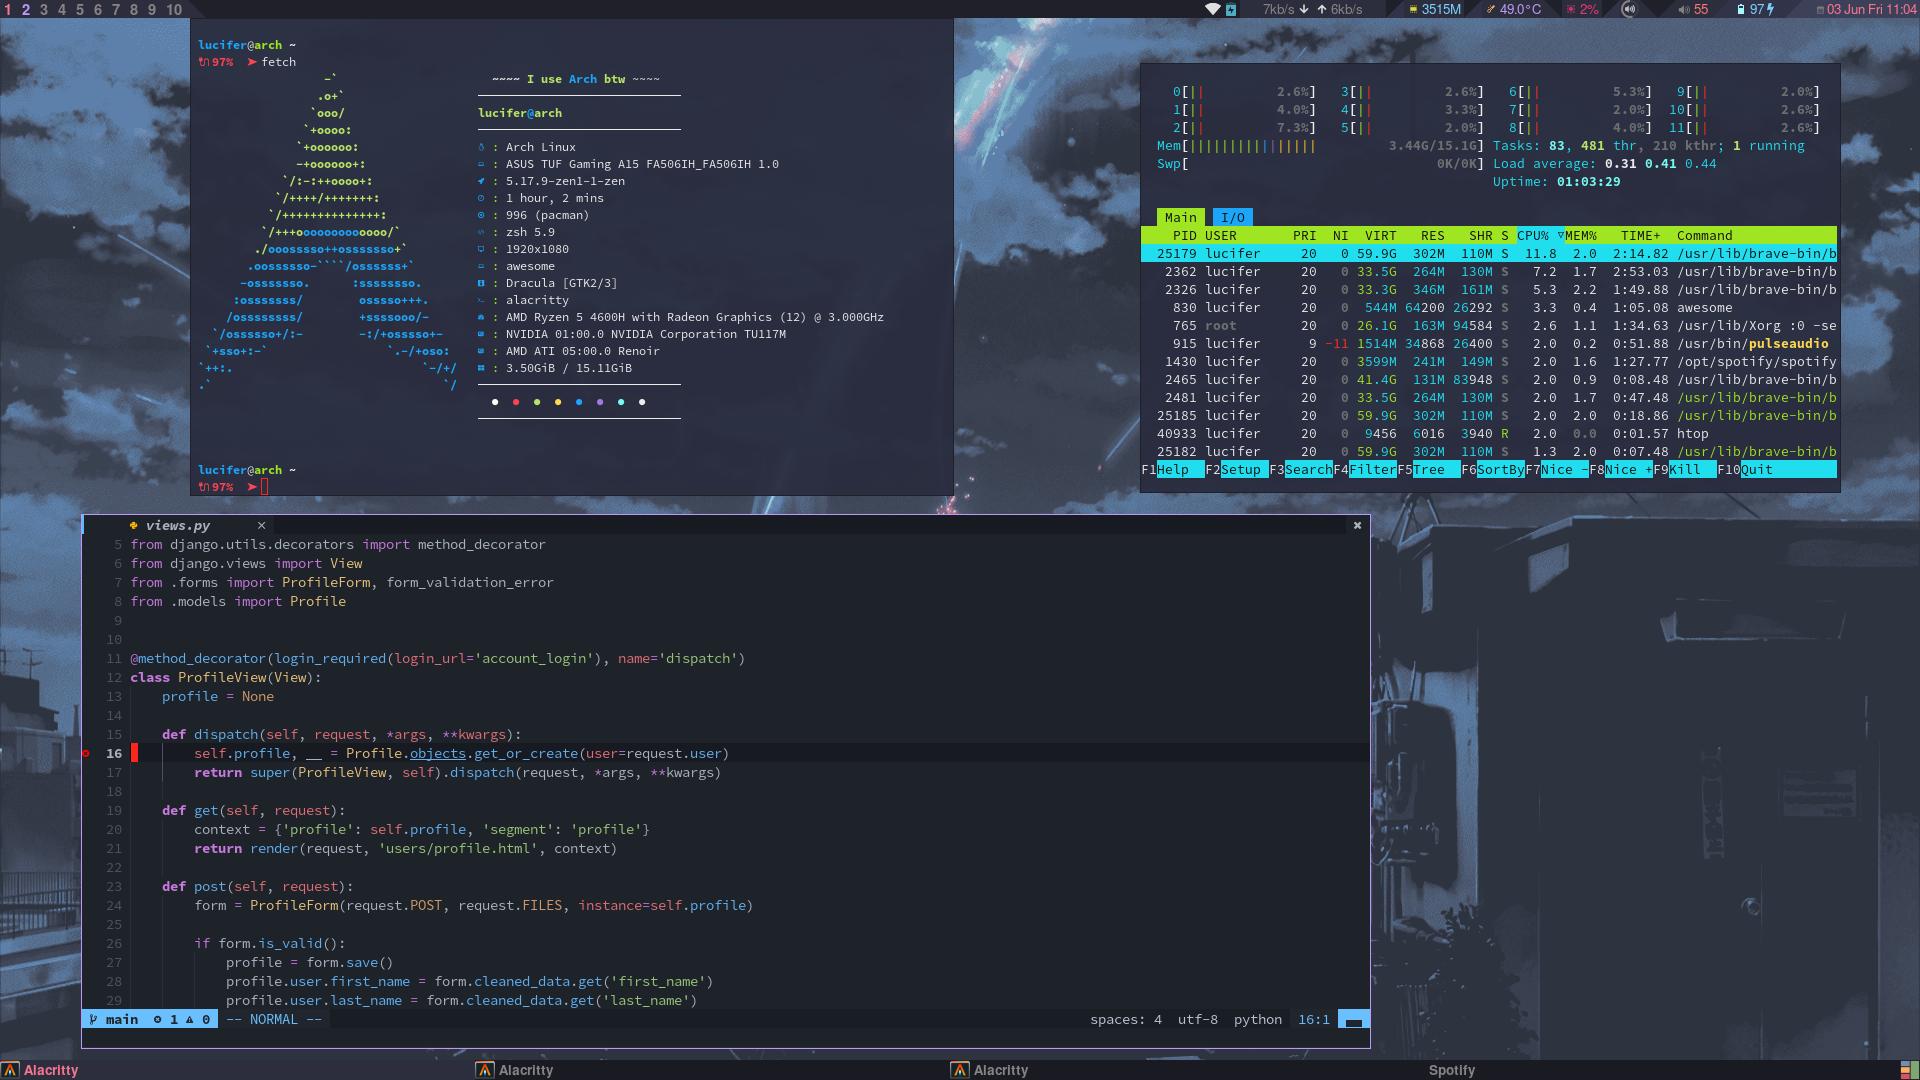 1 2 3 4 5 6 7 8 9 10
7kb/s 6kb/s 3515M 49.0°C 2% 55 97 03 Jun Fri 11:04
lucifer@arch ~
97% ➤ fetch
-`
.o+`
`ooo/
`+oooo:
`+oooooo:
-+oooooo+:
`/:-:++oooo+:
`/++++/+++++++:
`/++++++++++++++:
`/+++ooooooooooooo/`
./ooosssso++osssssso+`
.oossssso-````/ossssss+`
-osssssso. :ssssssso.
:osssssss/ osssso+++.
/ossssssss/ +ssssooo/-
`/ossssso+/:- -:/+osssso+-
`+sso+:-` `.-/+oso:
`++:. `-/+/
.` `/
~~~~ I use Arch btw ~~~~
lucifer@arch
: Arch Linux
: ASUS TUF Gaming A15 FA506IH_FA506IH 1.0
: 5.17.9-zen1-1-zen
: 1 hour, 2 mins
: 996 (pacman)
: zsh 5.9
: 1920x1080
: awesome
: Dracula [GTK2/3]
: alacritty
: AMD Ryzen 5 4600H with Radeon Graphics (12) @ 3.000GHz
: NVIDIA 01:00.0 NVIDIA Corporation TU117M
: AMD ATI 05:00.0 Renoir
: 3.50GiB / 15.11GiB
lucifer@arch ~
97% ➤
0[|| 2.6%] 3[|| 2.6%] 6[|| 5.3%] 9[|| 2.0%]
1[|| 4.0%] 4[|| 3.3%] 7[|| 2.0%] 10[|| 2.6%]
2[|| 7.3%] 5[|| 2.0%] 8[|| 4.0%] 11[|| 2.6%]
Mem[|||||||||||||||| 3.44G/15.1G] Tasks: 83, 481 thr, 210 kthr; 1 running
Swp[ 0K/0K] Load average: 0.31 0.41 0.44
Uptime: 01:03:29
Main I/O
PID USER PRI NI VIRT RES SHR S CPU% ▽MEM% TIME+ Command
25179 lucifer 20 0 59.9G 302M 110M S 11.8 2.0 2:14.82 /usr/lib/brave-bin/b
2362 lucifer 20 0 33.5G 264M 130M S 7.2 1.7 2:53.03 /usr/lib/brave-bin/b
2326 lucifer 20 0 33.3G 346M 161M S 5.3 2.2 1:49.88 /usr/lib/brave-bin/b
830 lucifer 20 0 544M 64200 26292 S 3.3 0.4 1:05.08 awesome
765 root 20 0 26.1G 163M 94584 S 2.6 1.1 1:34.63 /usr/lib/Xorg :0 -se
915 lucifer 9 -11 1514M 34868 26400 S 2.0 0.2 0:51.88 /usr/bin/pulseaudio
1430 lucifer 20 0 3599M 241M 149M S 2.0 1.6 1:27.77 /opt/spotify/spotify
2465 lucifer 20 0 41.4G 131M 83948 S 2.0 0.9 0:08.48 /usr/lib/brave-bin/b
2481 lucifer 20 0 33.5G 264M 130M S 2.0 1.7 0:47.48 /usr/lib/brave-bin/b
25185 lucifer 20 0 59.9G 302M 110M S 2.0 2.0 0:18.86 /usr/lib/brave-bin/b
40933 lucifer 20 0 9456 6016 3940 R 2.0 0.0 0:01.57 htop
25182 lucifer 20 0 59.9G 302M 110M S 1.3 2.0 0:07.48 /usr/lib/brave-bin/b
F1Help F2Setup F3SearchF4FilterF5Tree F6SortByF7Nice -F8Nice +F9Kill F10Quit
views.py
5 from django.utils.decorators import method_decorator
6 from django.views import View
7 from .forms import ProfileForm, form_validation_error
8 from .models import Profile
9
10
11 @method_decorator(login_required(login_url='account_login'), name='dispatch')
12 class ProfileView(View):
13 profile = None
14
15 def dispatch(self, request, *args, **kwargs):
16 self.profile, __ = Profile.objects.get_or_create(user=request.user)
17 return super(ProfileView, self).dispatch(request, *args, **kwargs)
18
19 def get(self, request):
20 context = {'profile': self.profile, 'segment': 'profile'}
21 return render(request, 'users/profile.html', context)
22
23 def post(self, request):
24 form = ProfileForm(request.POST, request.FILES, instance=self.profile)
25
26 if form.is_valid():
27 profile = form.save()
28 profile.user.first_name = form.cleaned_data.get('first_name')
29 profile.user.last_name = form.cleaned_data.get('last_name')
main 1 0 -- NORMAL -- spaces: 4 utf-8 python 16:1
Alacritty Alacritty Alacritty Spotify